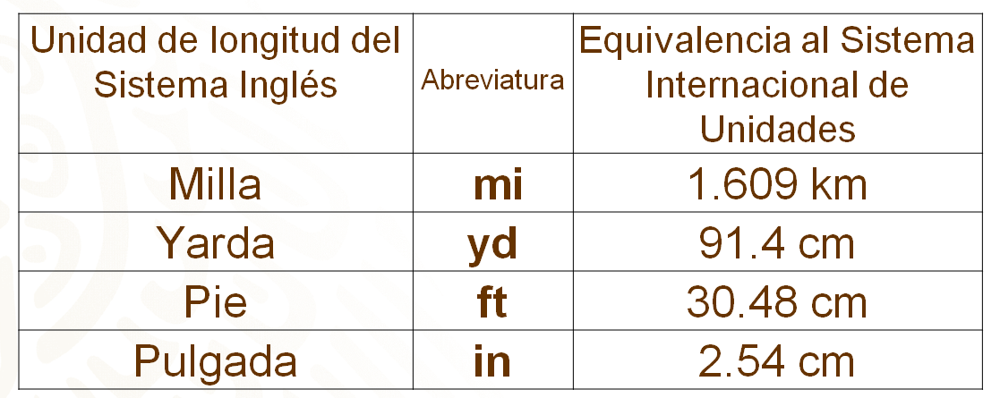 Unidad de longitud del
Sistema Inglés
Abreviatura
Equivalencia al Sistema
Internacional de
Unidades
Milla mi 1.609 km
Yarda yd 91.4 cm
Pie ft 30.48 cm
Pulgada in 2.54 cm